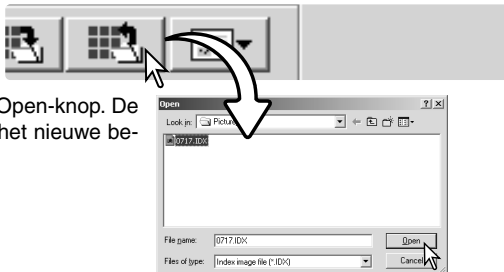 Open-knop. De
het nieuwe be-
Open
Look in:
0717.IDX
File name: 0717.IDX
Open
Files of type: Index image file (*.IDX)
Cancel